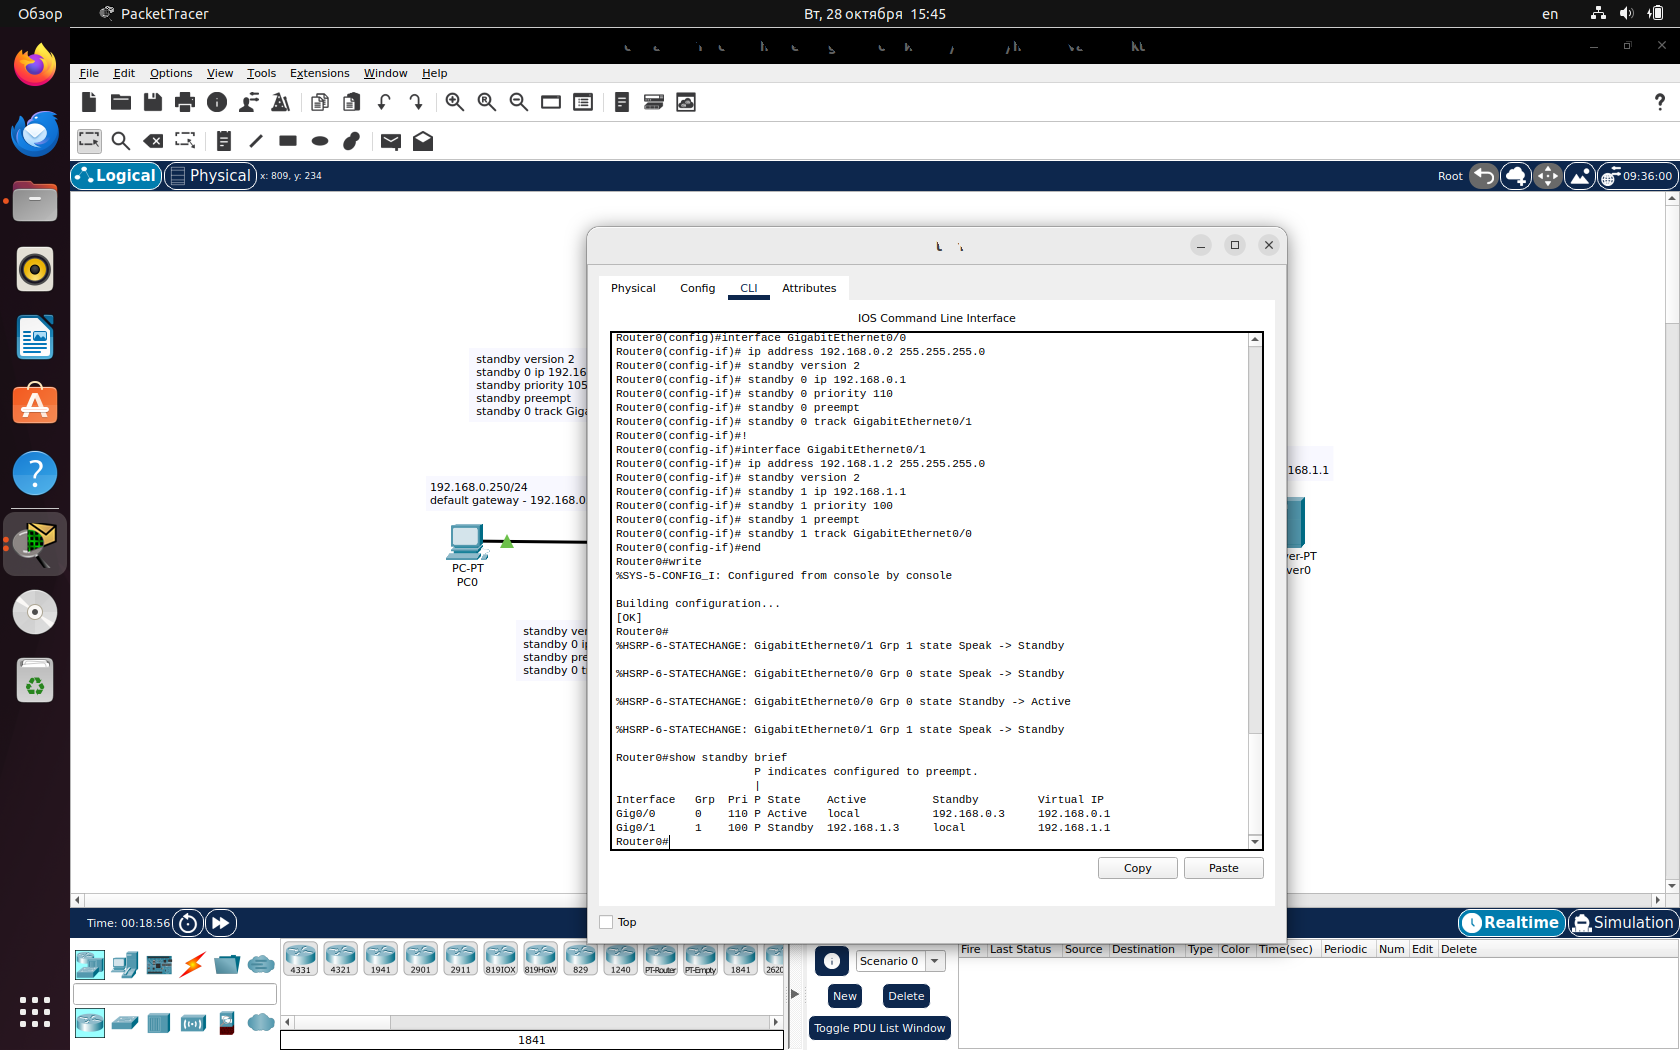 Обзор
PacketTracer
Вт, 28 октября 15:45
en
File Edit Options View Tools Extensions Window Help
Logical
Physical
x: 809, y: 234
Root
09:36:00
Physical Config CLI Attributes
IOS Command Line Interface
Router0(config)#interface GigabitEthernet0/0
Router0(config-if)# ip address 192.168.0.2 255.255.255.0
Router0(config-if)# standby version 2
Router0(config-if)# standby 0 ip 192.168.0.1
Router0(config-if)# standby 0 priority 110
Router0(config-if)# standby 0 preempt
Router0(config-if)# standby 0 track GigabitEthernet0/1
Router0(config-if)#!
Router0(config-if)#interface GigabitEthernet0/1
Router0(config-if)# ip address 192.168.1.2 255.255.255.0
Router0(config-if)# standby version 2
Router0(config-if)# standby 1 ip 192.168.1.1
Router0(config-if)# standby 1 priority 100
Router0(config-if)# standby 1 preempt
Router0(config-if)# standby 1 track GigabitEthernet0/0
Router0(config-if)#end
Router0#write
%SYS-5-CONFIG_I: Configured from console by console
Building configuration...
[OK]
Router0#
%HSRP-6-STATECHANGE: GigabitEthernet0/1 Grp 1 state Speak -> Standby
%HSRP-6-STATECHANGE: GigabitEthernet0/0 Grp 0 state Speak -> Standby
%HSRP-6-STATECHANGE: GigabitEthernet0/0 Grp 0 state Standby -> Active
%HSRP-6-STATECHANGE: GigabitEthernet0/1 Grp 1 state Speak -> Standby
Router0#show standby brief
P indicates configured to preempt.
|
Interface Grp Pri P State Active Standby Virtual IP
Gig0/0 0 110 P Active local 192.168.0.3 192.168.0.1
Gig0/1 1 100 P Standby 192.168.1.3 local 192.168.1.1
Router0#
Copy
Paste
Top
standby version 2
standby 0 ip 192.16
standby priority 105
standby preempt
standby 0 track Giga
192.168.0.250/24
default gateway - 192.168.0
PC-PT
PC0
standby ver
standby 0 i
standby pre
standby 0 t
168.1.1
er-PT
ver0
Time: 00:18:56
Realtime
Simulation
4331 4321 1941 2901 2911 819IOX 819HGW 829 1240 PT-Router PT-Empty 1841 2620
1841
Scenario 0
New
Delete
Toggle PDU List Window
Fire Last Status Source Destination Type Color Time(sec) Periodic Num Edit Delete